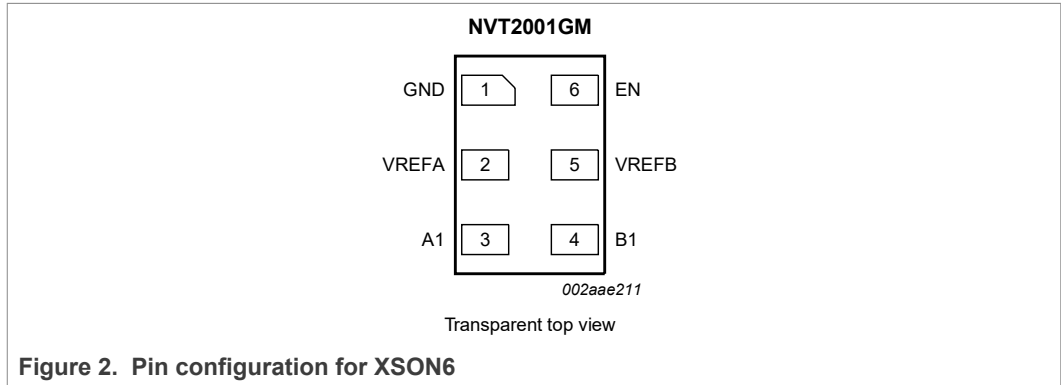 NVT2001GM
GND 1 6 EN
VREFA 2 5 VREFB
A1 3 4 B1
002aae211
Transparent top view
Figure 2. Pin configuration for XSON6